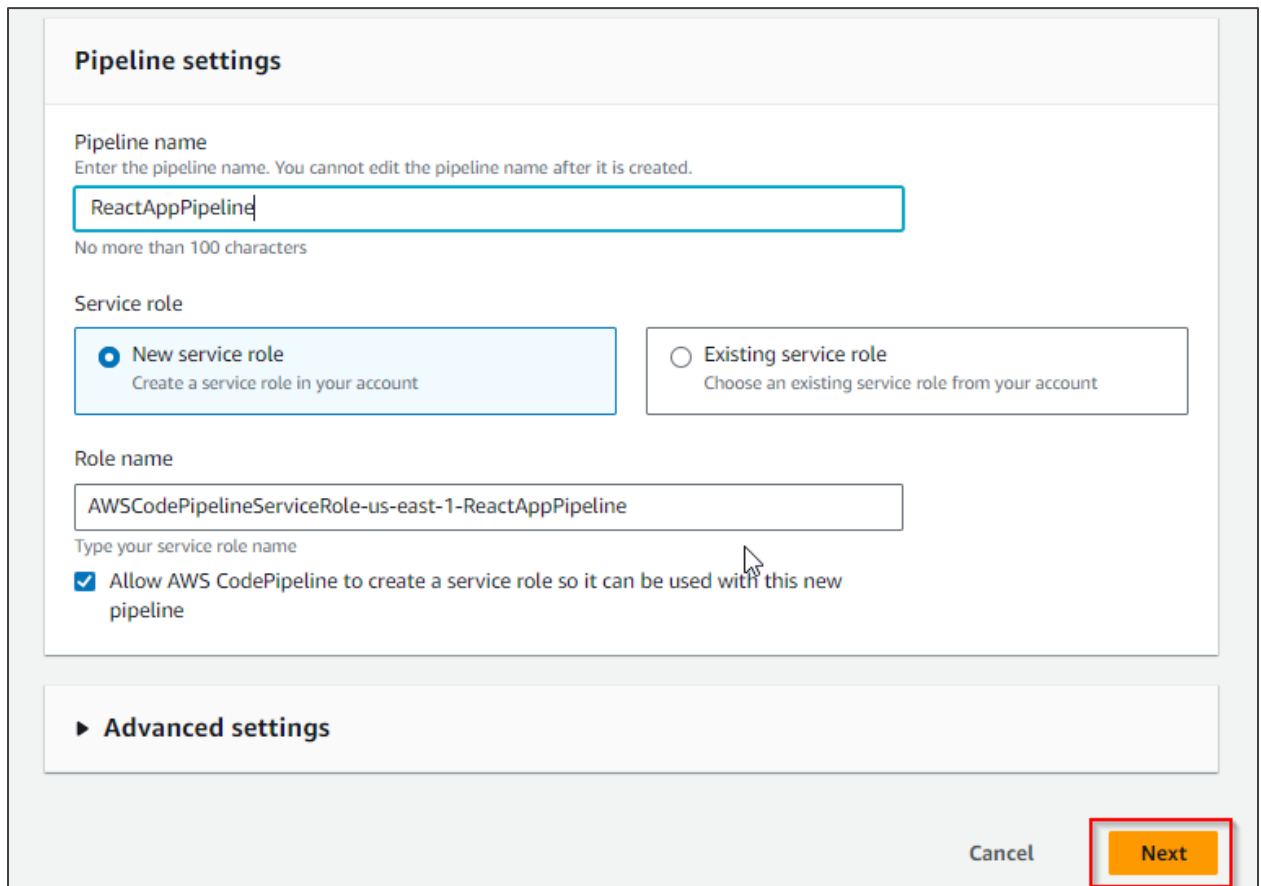 Pipeline settings
Pipeline name
Enter the pipeline name. You cannot edit the pipeline name after it is created.
ReactAppPipeline
No more than 100 characters
Service role
New service role
Create a service role in your account
Existing service role
Choose an existing service role from your account
Role name
AWSCodePipelineServiceRole-us-east-1-ReactAppPipeline
Type your service role name
Allow AWS CodePipeline to create a service role so it can be used with this new
pipeline
Advanced settings
Cancel
Next